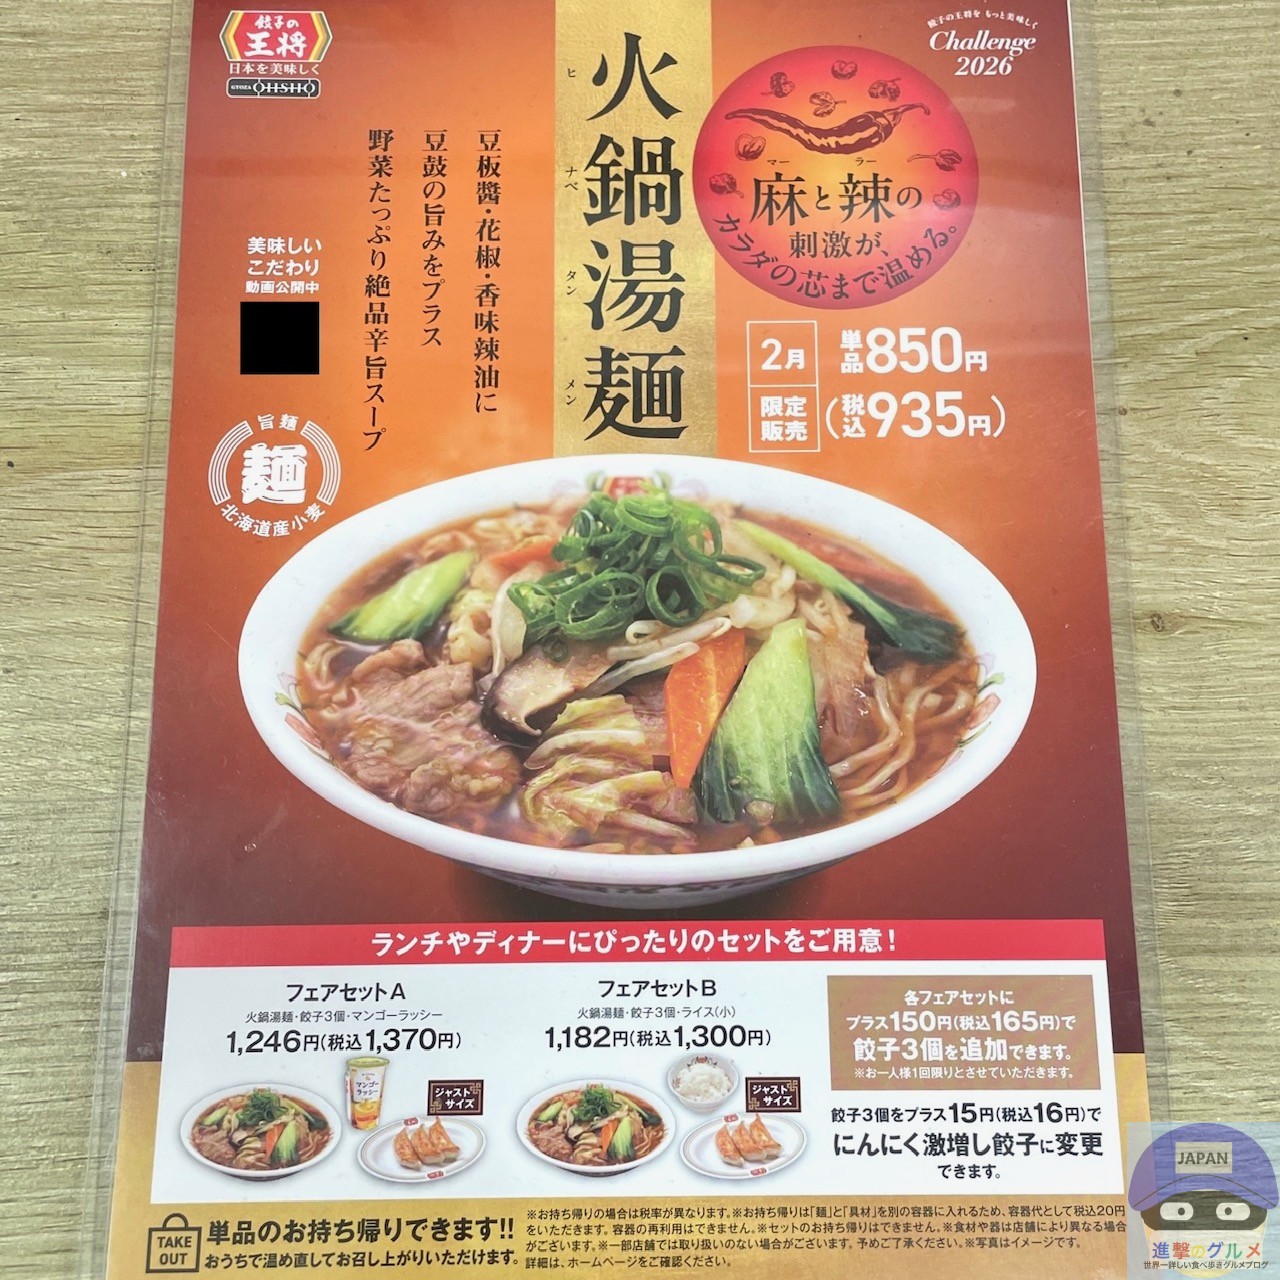 餃子の
王将
日本を美味しく
GYOZA OHSHO
餃子の王将を もっと美味しく
Challenge
2026
火鍋湯麺
ヒナベタンメン
マー ラー
麻と辣の
刺激が、
カラダの芯まで温める。
豆板醤・花椒・香味辣油に
豆鼓の旨みをプラス
野菜たっぷり絶品辛旨スープ
美味しい
こだわり
動画公開中
2月
限定
販売
単品850円
(税込935円)
旨麺
麺
北海道産小麦
ランチやディナーにぴったりのセットをご用意!
フェアセットA
火鍋湯麺・餃子3個・マンゴーラッシー
1,246円(税込1,370円)
マンゴー
ラッシー
ジャスト
サイズ
フェアセットB
火鍋湯麺・餃子3個・ライス(小)
1,182円(税込1,300円)
ジャスト
サイズ
各フェアセットに
プラス150円(税込165円)で
餃子3個を追加できます。
※お一人様1回限りとさせていただきます。
餃子3個をプラス15円(税込16円)で
にんにく激増し餃子に変更
できます。
TAKE
OUT
単品のお持ち帰りできます!!
おうちで温め直してお召し上がりいただけます。
※お持ち帰りの場合は税率が異なります。※お持ち帰りは「麺」と「具材」を別の容器に入れるため、容器代として税込20円
をいただきます。容器の再利用はできません。※セットのお持ち帰りはできません。※食材や器は店舗により異なる場合
がございます。※一部店舗では取り扱いのない場合がございます。予めご了承ください。※写真はイメージです。
詳細は、ホームページをご確認ください。
JAPAN
進撃のグルメ
世界一詳しい食べ歩きグルメブログ